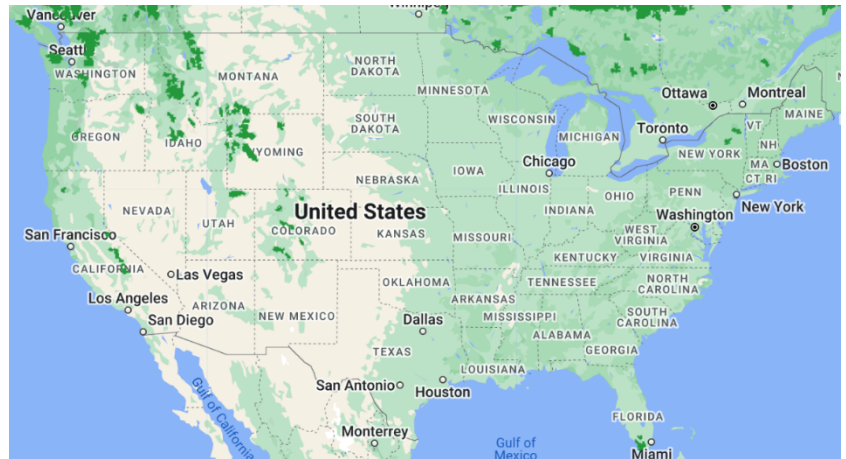 Winnipeg
Vancouver
Seattl
WASHINGTON
MONTANA
NORTH
DAKOTA
MINNESOTA
Ottawa
Montreal
MAINE
OREGON
IDAHO
SOUTH
DAKOTA
WISCONSIN
MICHIGAN
Toronto
VT
NH
NEW YORK
MA
Boston
CT RI
WYOMING
IOWA
Chicago
ILLINOIS
NEBRASKA
INDIANA
OHIO
PENN
New York
NEVADA
UTAH
COLORADO
United States
KANSAS
MISSOURI
Washington
WEST
VIRGINIA
VIRGINIA
KENTUCKY
San Francisco
CALIFORNIA
Las Vegas
OKLAHOMA
ARKANSAS
TENNESSEE
NORTH
CAROLINA
Los Angeles
ARIZONA
NEW MEXICO
MISSISSIPPI
SOUTH
CAROLINA
San Diego
Dallas
ALABAMA
GEORGIA
TEXAS
LOUISIANA
San Antonio
Houston
Gulf of California
FLORIDA
Monterrey
Gulf of
Mexico
Miami